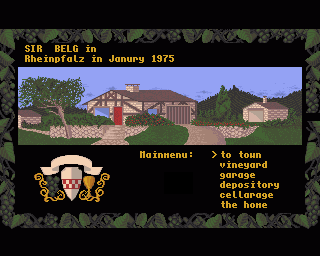 SIR BELG in
Rheinpfalz in Janury 1975
Mainmenu: > to town
vineyard
garage
depository
cellarage
the home